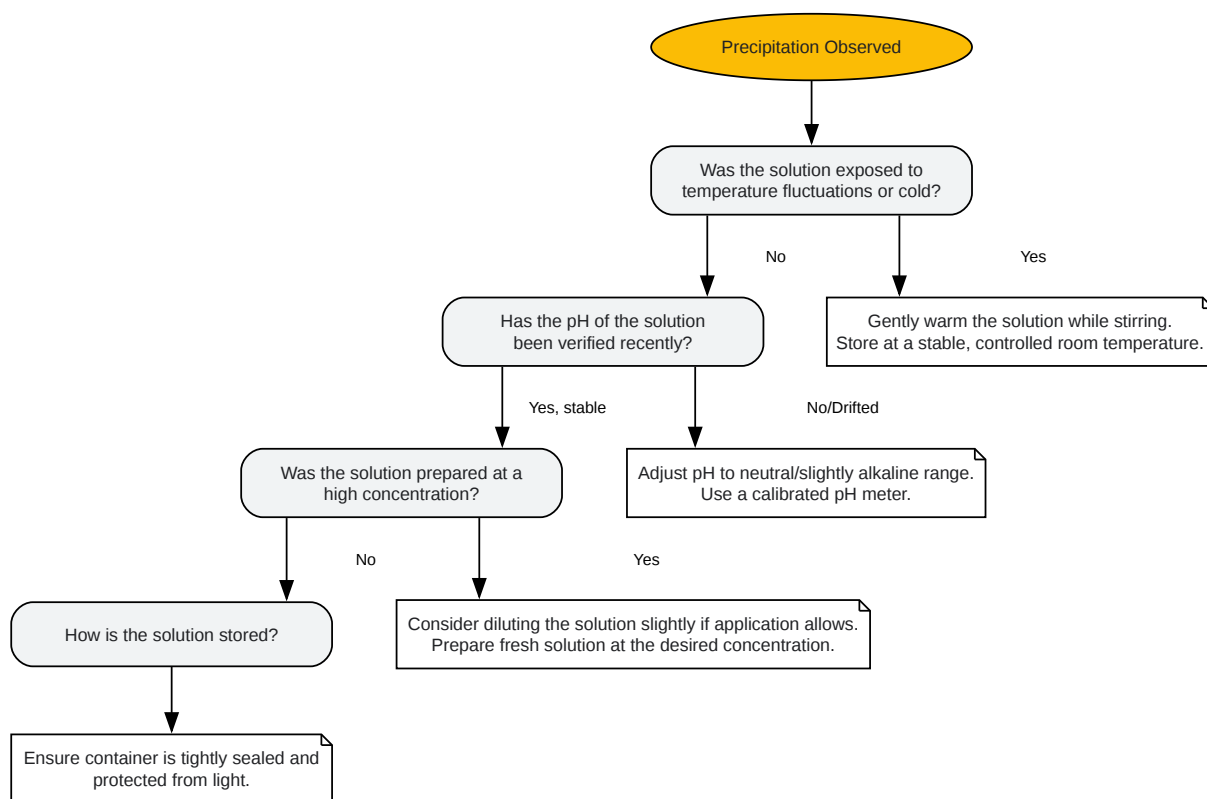 Precipitation Observed
Was the solution exposed to
temperature fluctuations or cold?
No
Yes
Has the pH of the solution
been verified recently?
Gently warm the solution while stirring.
Store at a stable, controlled room temperature.
Yes, stable
No/Drifted
Was the solution prepared at a
high concentration?
Adjust pH to neutral/slightly alkaline range.
Use a calibrated pH meter.
No
Yes
How is the solution stored?
Consider diluting the solution slightly if application allows.
Prepare fresh solution at the desired concentration.
Ensure container is tightly sealed and
protected from light.